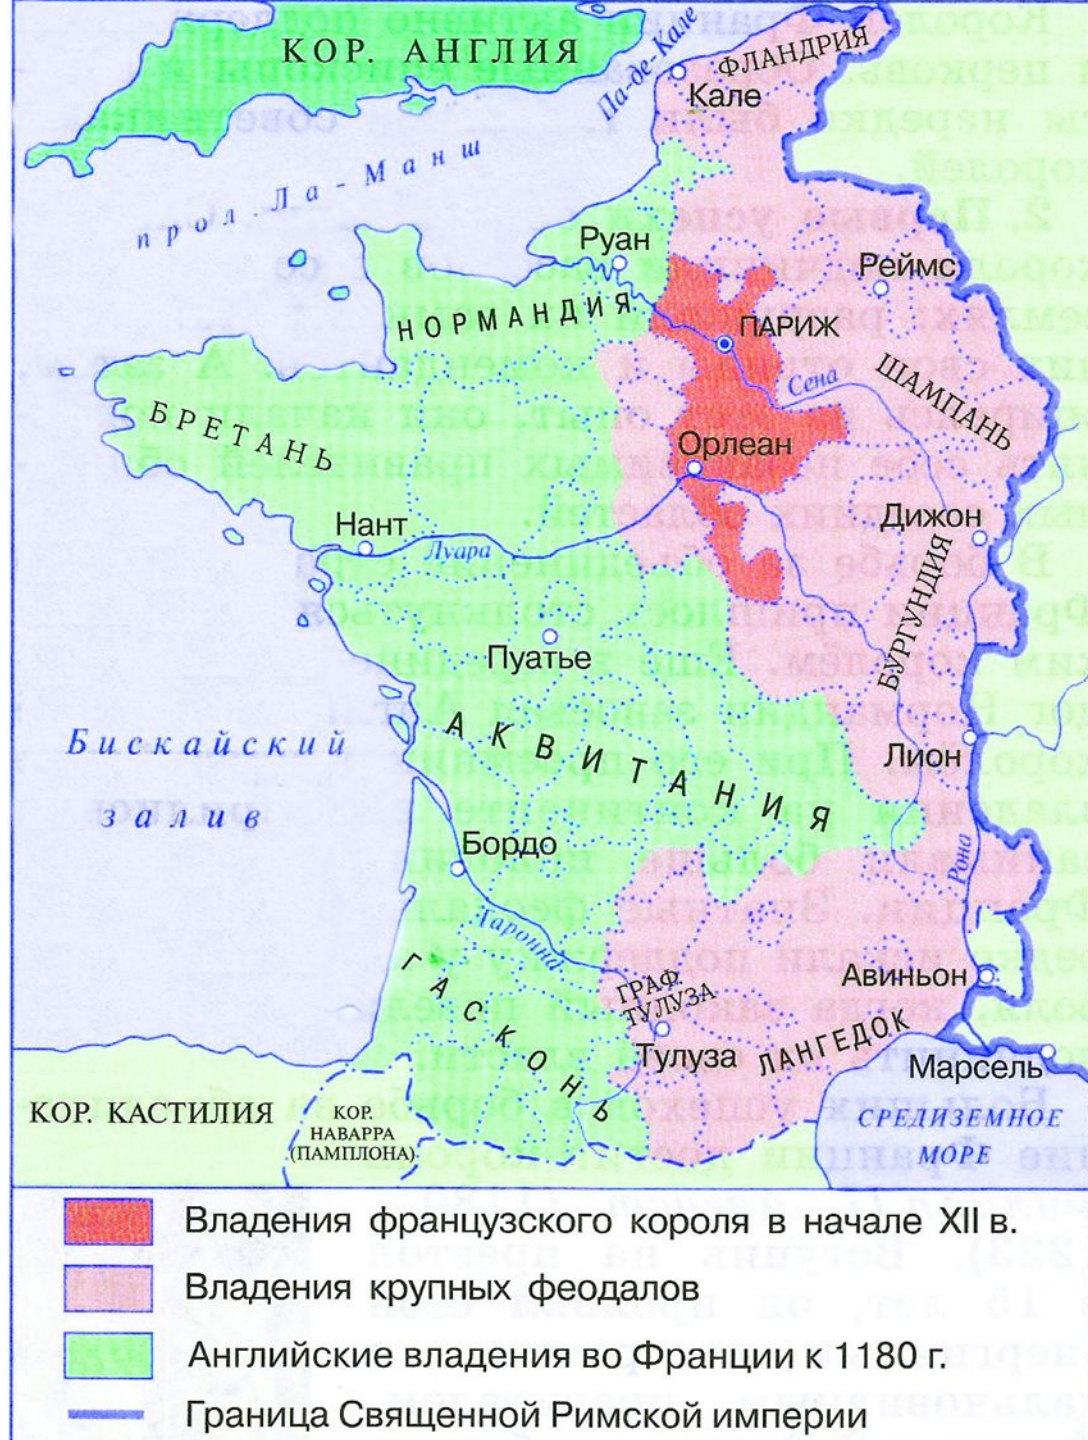 КОР. АНГЛИЯ
Па-де-Кале
ФЛАНДРИЯ
Кале
прол. Ла-Манш
Руан
Реймс
НОРМАНДИЯ
ПАРИЖ
Сена
ШАМПАНЬ
БРЕТАНЬ
Орлеан
Нант
Луара
Дижон
БУРГУНДИЯ
Пуатье
АКВИТАНИЯ
Бискайский
залив
Лион
Бордо
Рона
Гаронна
ГАСКОНЬ
ГРАФ.
ТУЛУЗА
Авиньон
Тулуза
ЛАНГЕДОК
Марсель
КОР. КАСТИЛИЯ
КОР.
НАВАРРА
(ПАМПЛОНА)
СРЕДИЗЕМНОЕ
МОРЕ
Владения французского короля в начале XII в.
Владения крупных феодалов
Английские владения во Франции к 1180 г.
Граница Священной Римской империи